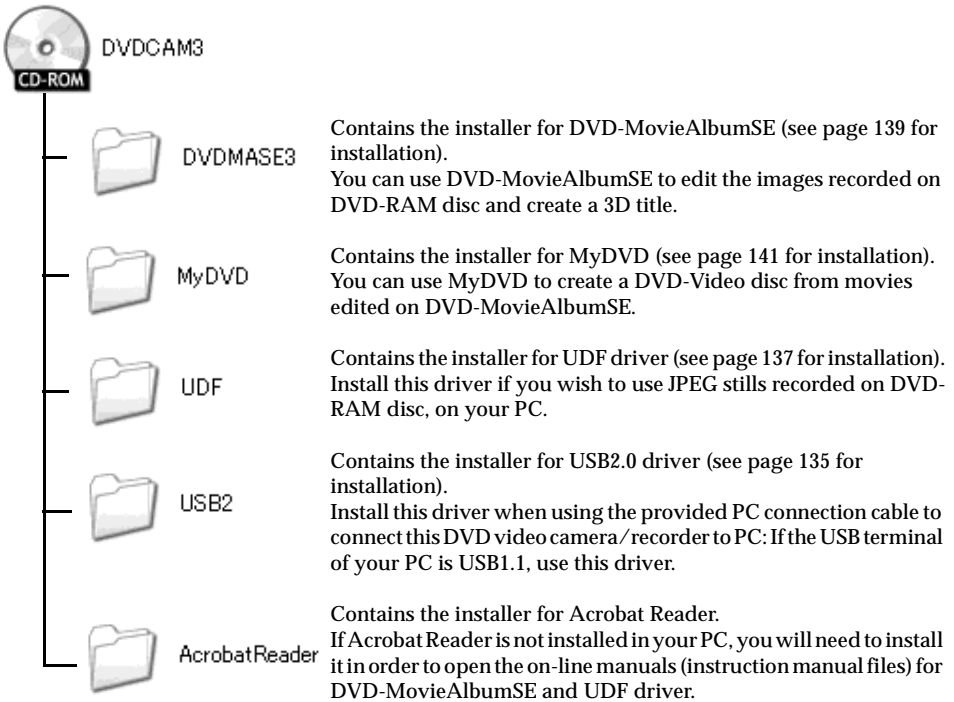 DVDCAM3
CD-ROM
DVDMASE3
Contains the installer for DVD-MovieAlbumSE (see page 139 for
installation).
You can use DVD-MovieAlbumSE to edit the images recorded on
DVD-RAM disc and create a 3D title.
MyDVD
Contains the installer for MyDVD (see page 141 for installation).
You can use MyDVD to create a DVD-Video disc from movies
edited on DVD-MovieAlbumSE.
UDF
Contains the installer for UDF driver (see page 137 for installation).
Install this driver if you wish to use JPEG stills recorded on DVD-
RAM disc, on your PC.
USB2
Contains the installer for USB2.0 driver (see page 135 for
installation).
Install this driver when using the provided PC connection cable to
connect this DVD video camera/recorder to PC: If the USB terminal
of your PC is USB1.1, use this driver.
AcrobatReader
Contains the installer for Acrobat Reader.
If Acrobat Reader is not installed in your PC, you will need to install
it in order to open the on-line manuals (instruction manual files) for
DVD-MovieAlbumSE and UDF driver.